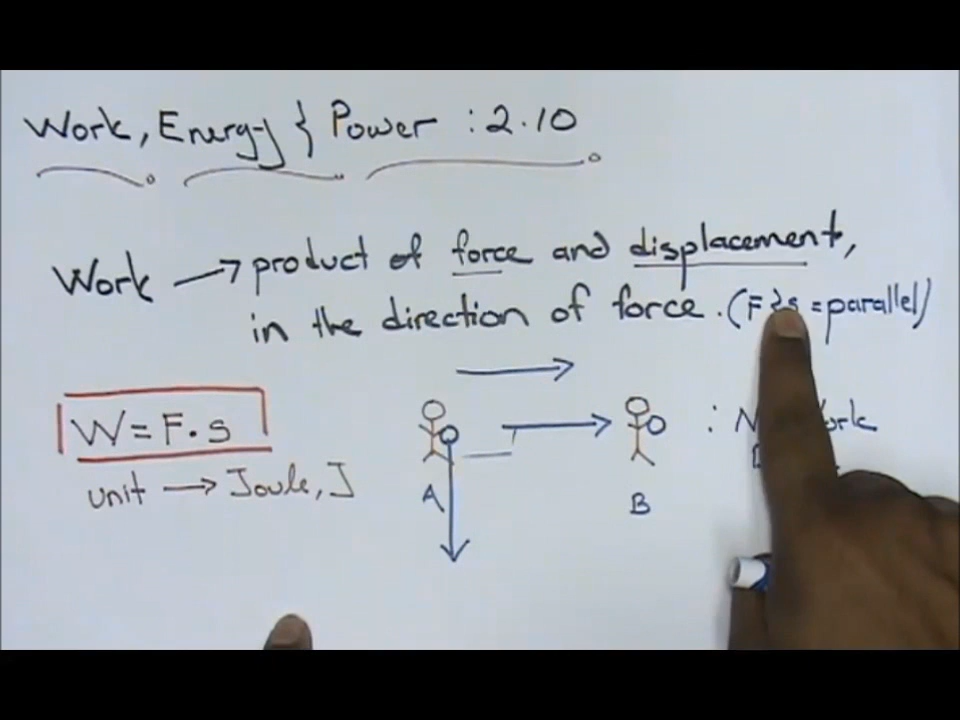 Work, Energy } Power : 2.10
Work → product of force and displacement,
in the direction of force. (F } s = parallel)
W = F · s
unit → Joule, J
A
B
: